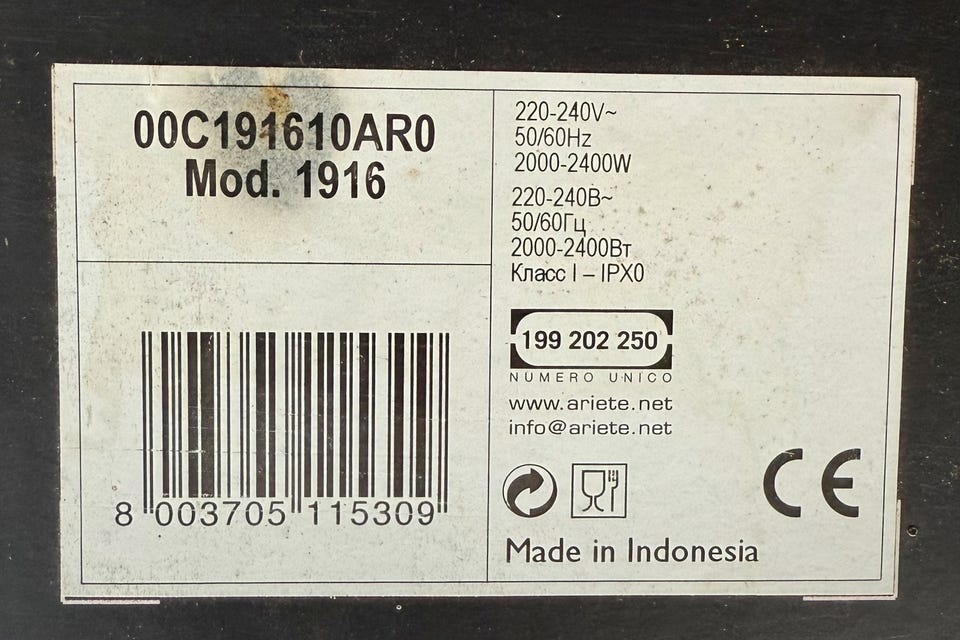 00C191610AR0
Mod. 1916
220-240V~
50/60Hz
2000-2400W
220-240В~
50/60Гц
2000-2400Вт
Класс I – IPX0
199 202 250
NUMERO UNICO
www.ariete.net
info@ariete.net
8 003705 115309
CE
Made in Indonesia